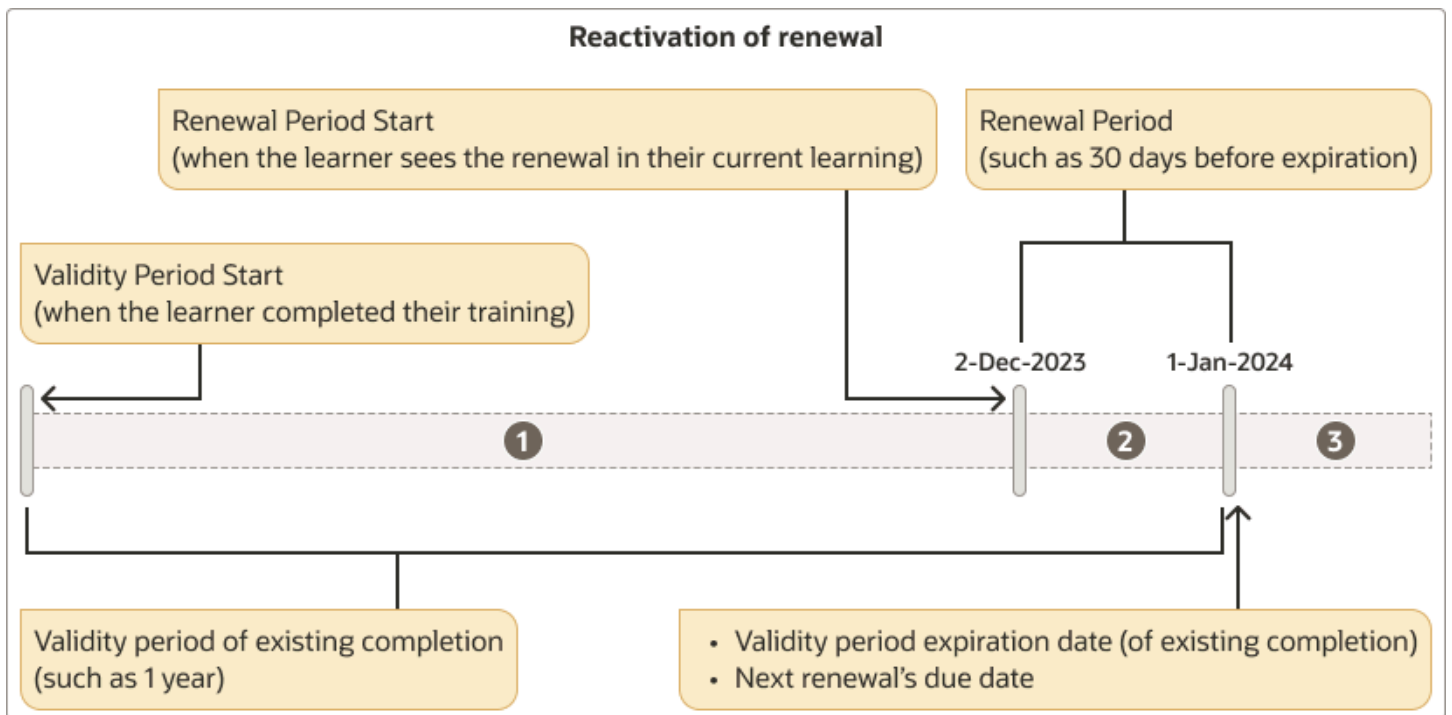 Reactivation of renewal
Renewal Period Start
(when the learner sees the renewal in their current learning)
Renewal Period
(such as 30 days before expiration)
Validity Period Start
(when the learner completed their training)
2-Dec-2023
1-Jan-2024
1
2
3
Validity period of existing completion
(such as 1 year)
• Validity period expiration date (of existing completion)
• Next renewal's due date